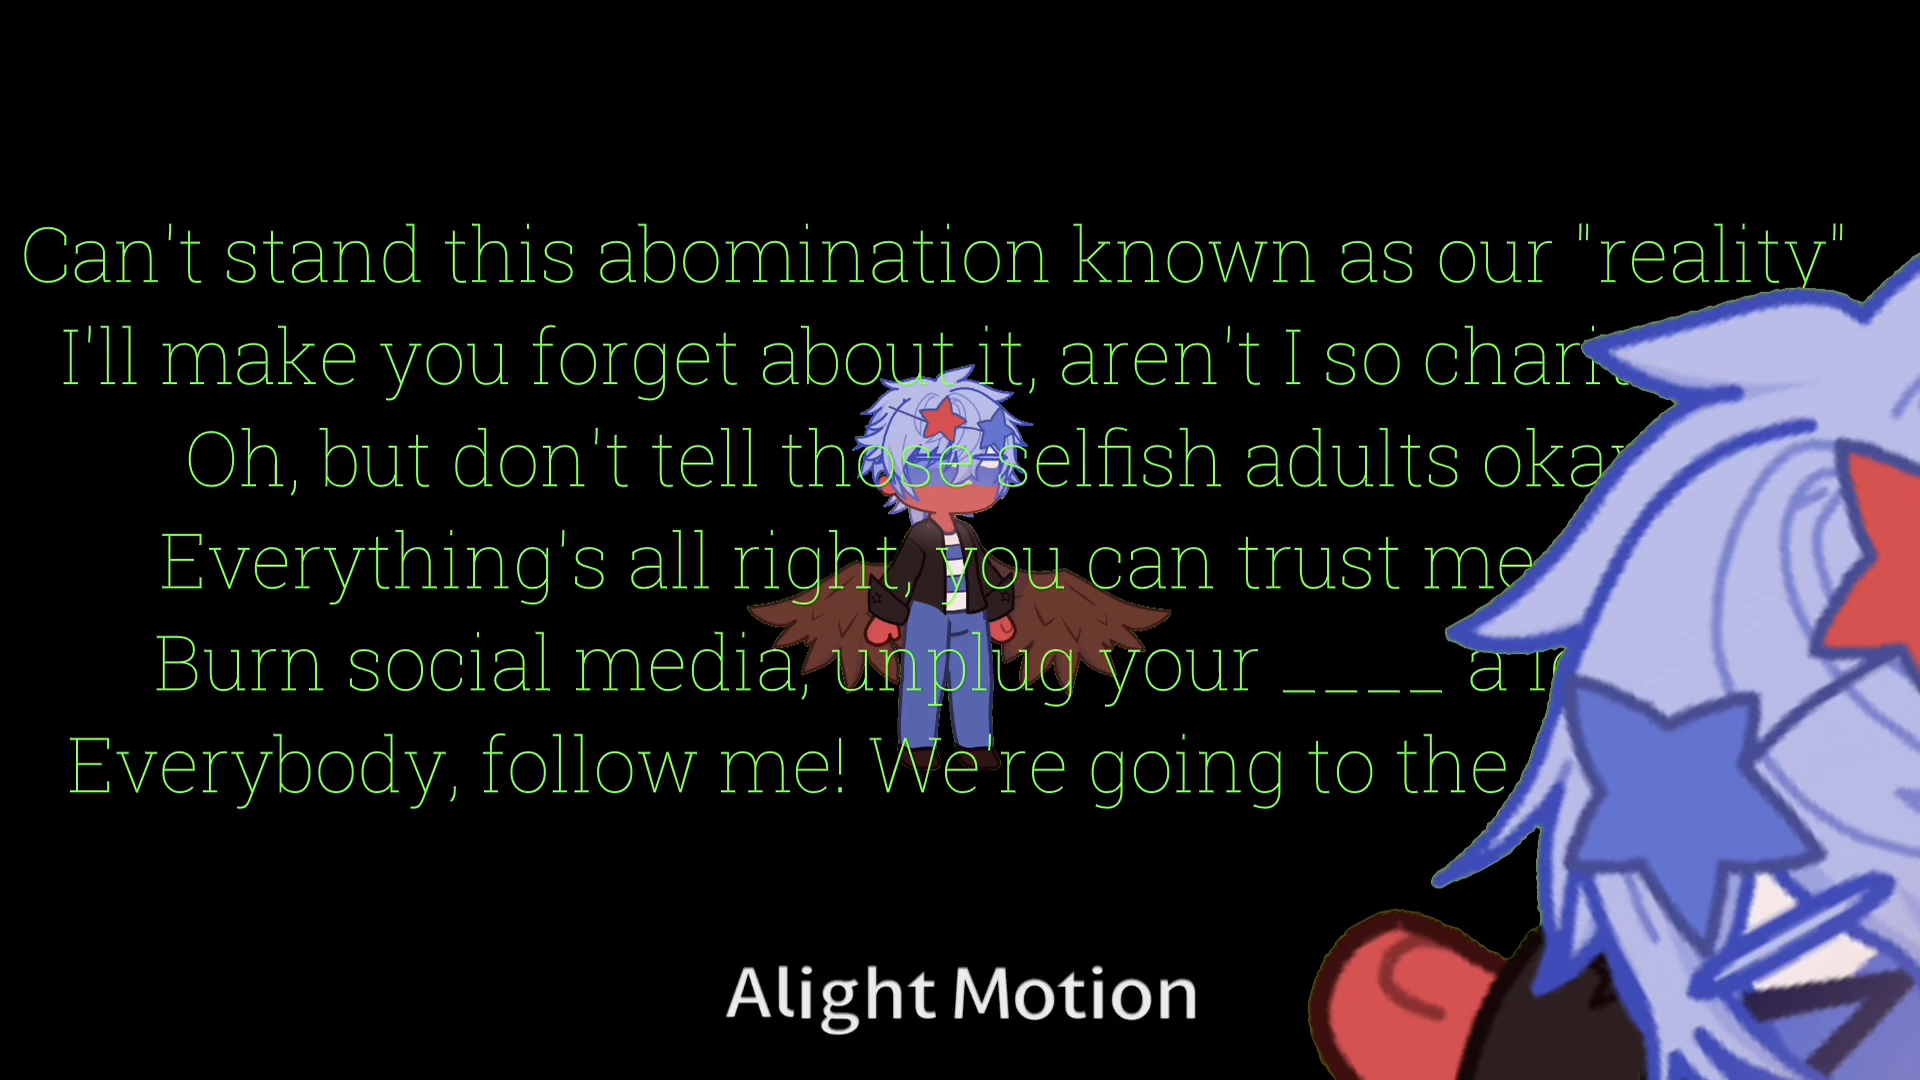 Can't stand this abomination known as our "reality"
I'll make you forget about it, aren't I so
Oh, but don't tell those selfish adults
Everything's all right, you can trust me
Burn social media, unplug your ____ a
Everybody, follow me! We're going to the
Alight Motion